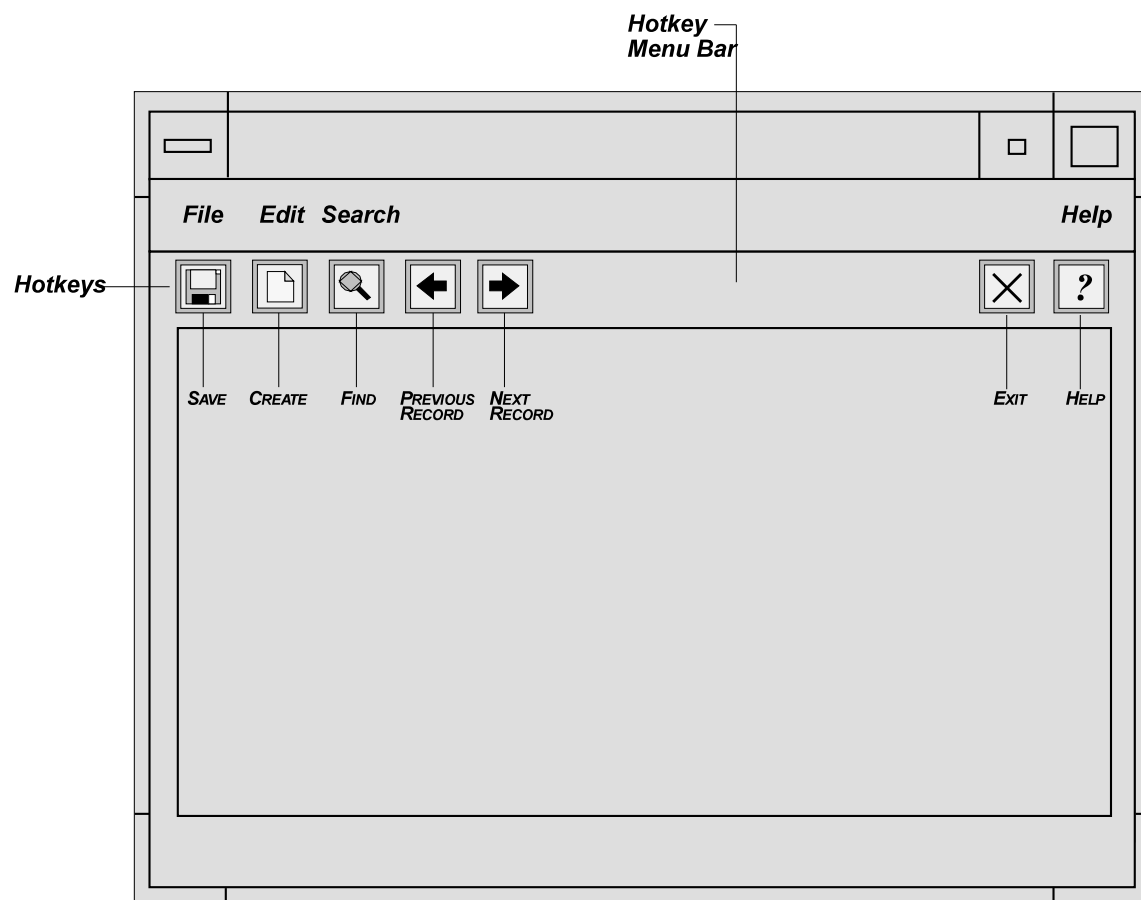 Hotkey
Menu Bar
File Edit Search Help
Hotkeys
?
SAVE CREATE FIND PREVIOUS NEXT EXIT HELP
RECORD RECORD